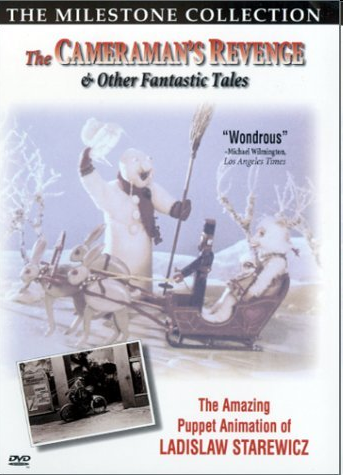 THE MILESTONE COLLECTION
The CAMERAMAN'S REVENGE
& Other Fantastic Tales
"Wondrous"
–Michael Wilmington,
Los Angeles Times
The Amazing
Puppet Animation of
LADISLAW STAREWICZ
DVD